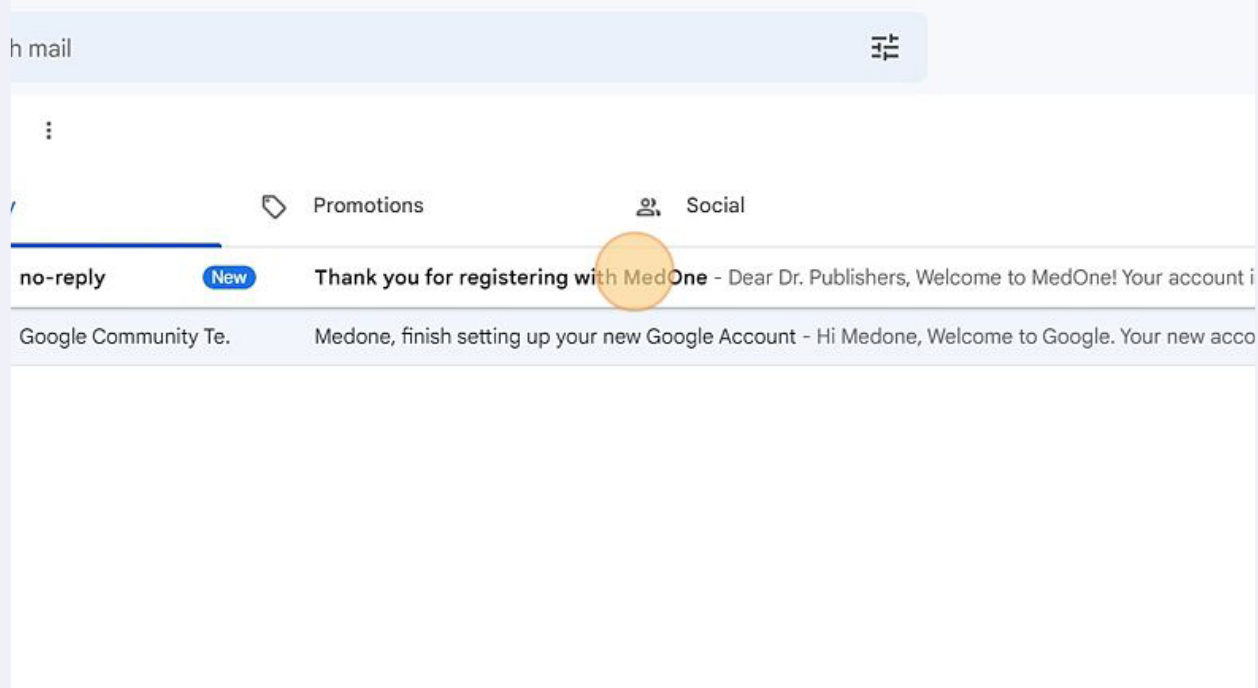 h mail
Promotions
Social
no-reply New Thank you for registering with MedOne - Dear Dr. Publishers, Welcome to MedOne! Your account i
Google Community Te. Medone, finish setting up your new Google Account - Hi Medone, Welcome to Google. Your new acco